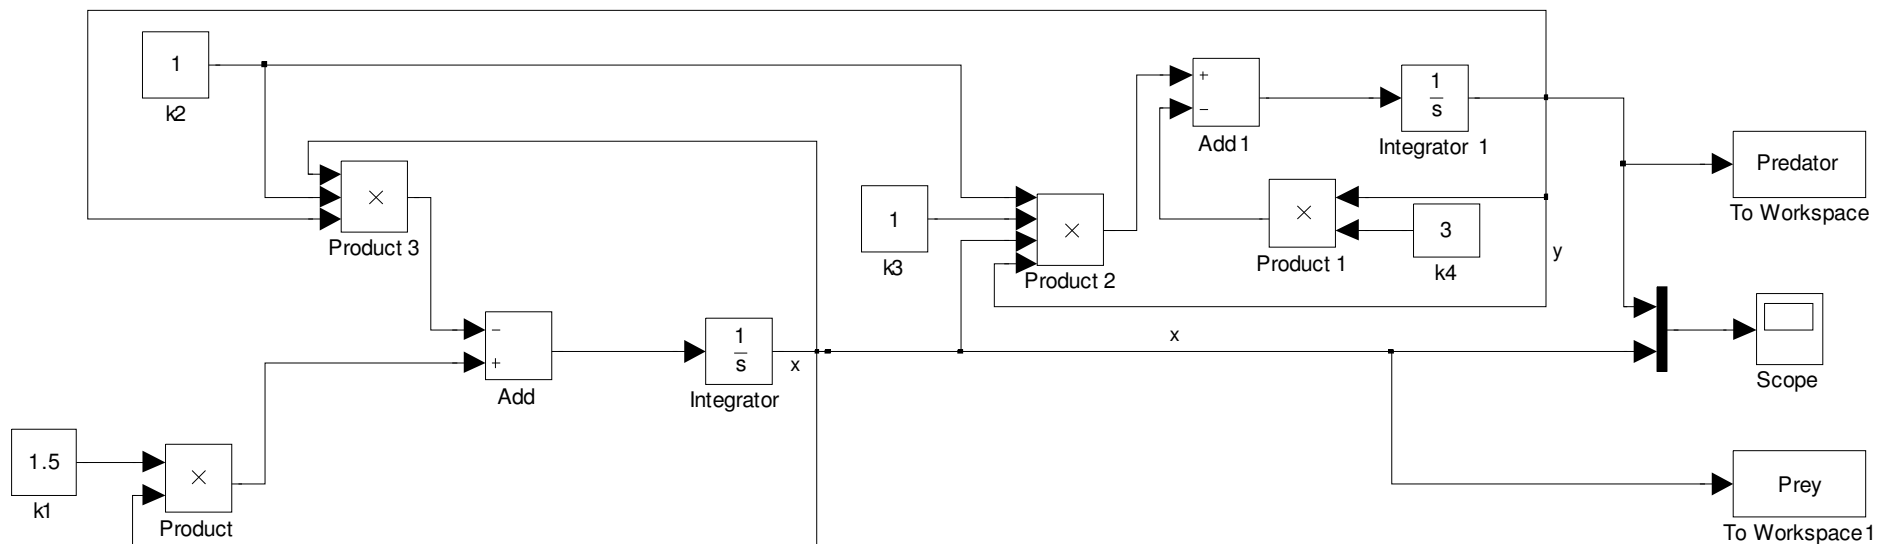 1
k2
+
−
Add 1
1
s
Integrator 1
Predator
To Workspace
×
Product 3
1
k3
×
Product 2
×
Product 1
3
k4
y
−
+
Add
1
s
Integrator
x
x
Scope
1.5
k1
×
Product
Prey
To Workspace 1